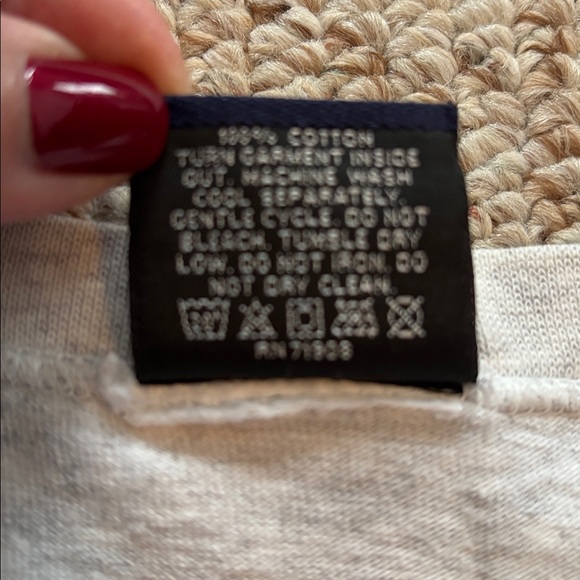 100% COTTON
TURN GARMENT INSIDE
OUT. MACHINE WASH
COOL SEPARATELY.
GENTLE CYCLE. DO NOT
BLEACH. TUMBLE DRY
LOW. DO NOT IRON. DO
NOT DRY CLEAN.
RN 71908